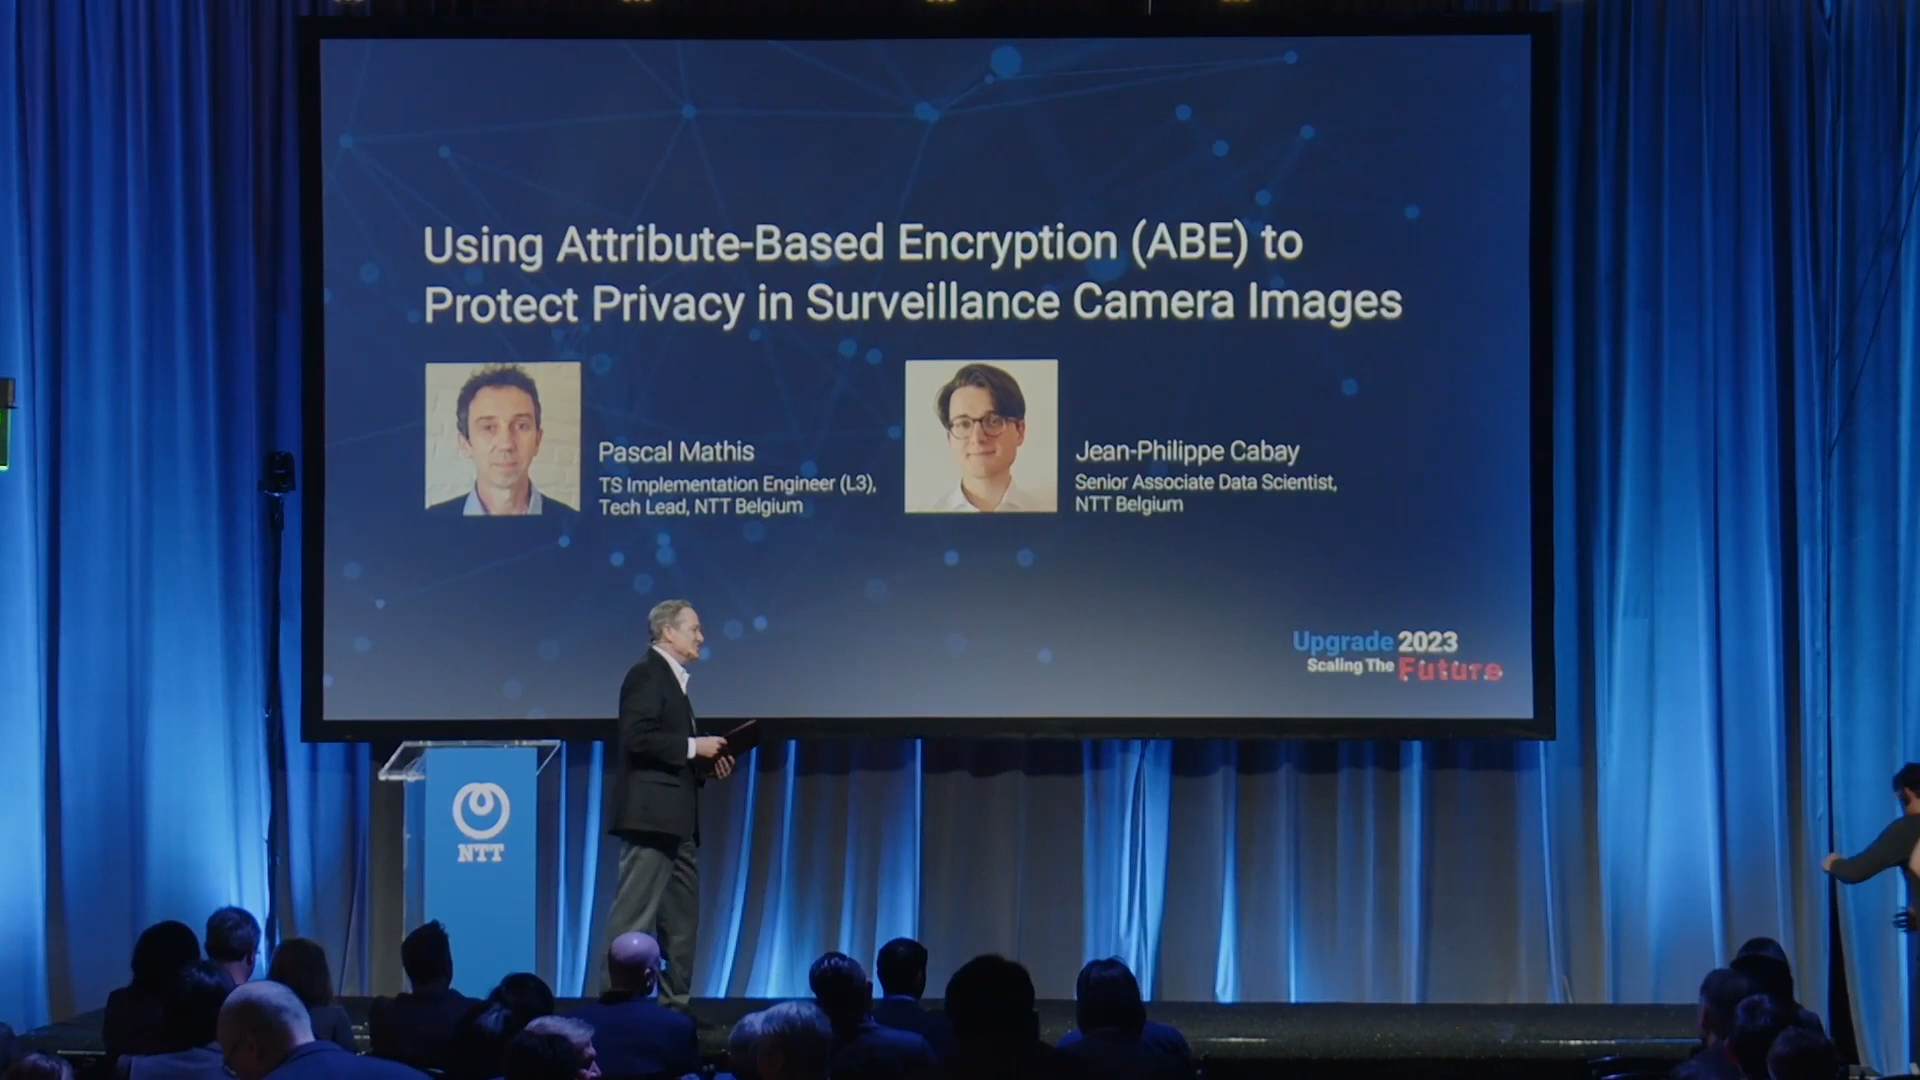 Using Attribute-Based Encryption (ABE) to
Protect Privacy in Surveillance Camera Images
Pascal Mathis
TS Implementation Engineer (L3),
Tech Lead, NTT Belgium
Jean-Philippe Cabay
Senior Associate Data Scientist,
NTT Belgium
Upgrade 2023
Scaling The Future
NTT